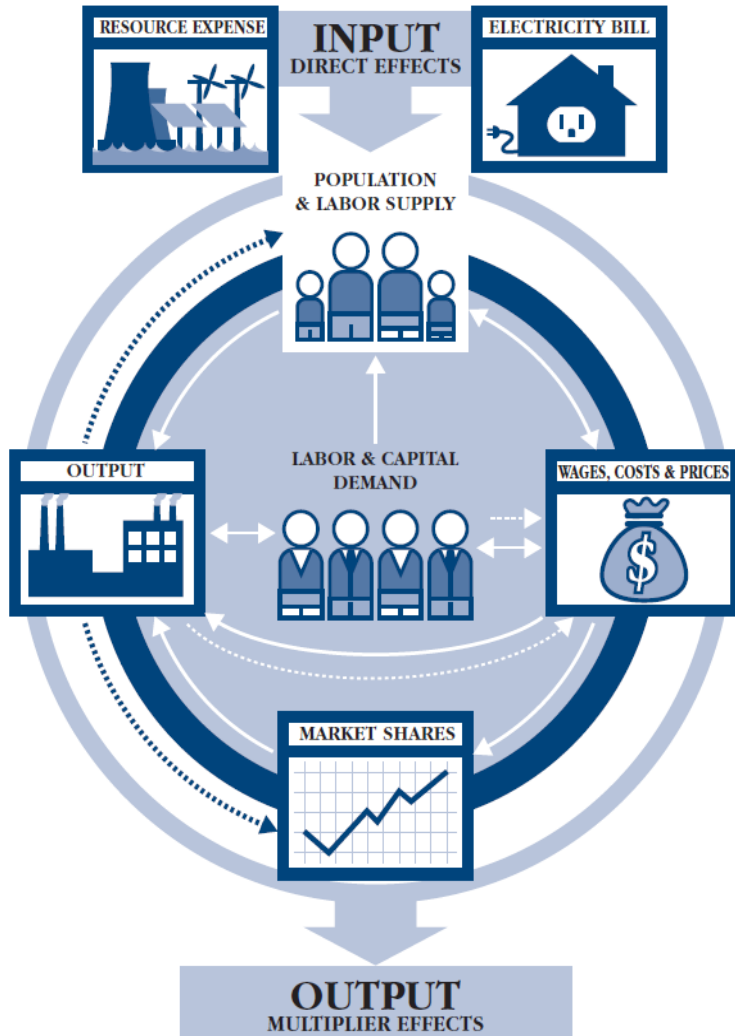 RESOURCE EXPENSE
INPUT
DIRECT EFFECTS
ELECTRICITY BILL
POPULATION
& LABOR SUPPLY
OUTPUT
LABOR & CAPITAL
DEMAND
WAGES, COSTS & PRICES
$
MARKET SHARES
OUTPUT
MULTIPLIER EFFECTS